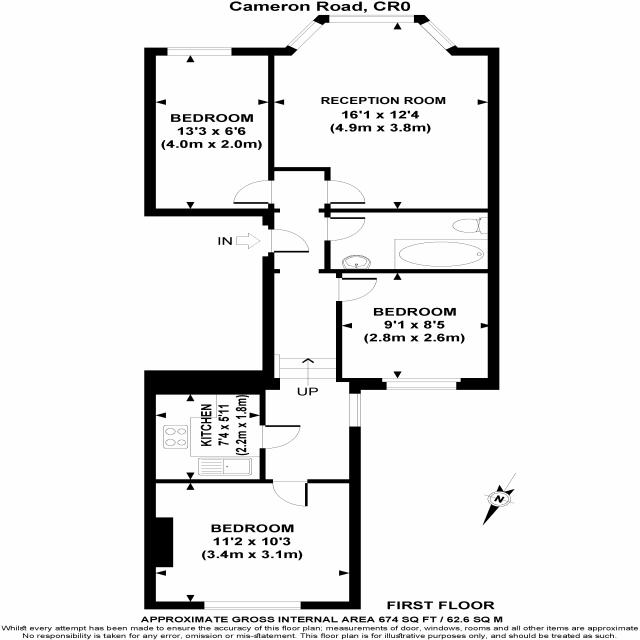 Cameron Road, CR0
BEDROOM
13'3 x 6'6
(4.0m x 2.0m)
RECEPTION ROOM
16'1 x 12'4
(4.9m x 3.8m)
IN
BEDROOM
9'1 x 8'5
(2.8m x 2.6m)
UP
KITCHEN
7'4 x 5'11
(2.2m x 1.8m)
N
BEDROOM
11'2 x 10'3
(3.4m x 3.1m)
FIRST FLOOR
APPROXIMATE GROSS INTERNAL AREA 674 SQ FT / 62.6 SQ M
Whilst every attempt has been made to ensure the accuracy of this floor plan; measurements of door, windows, rooms and all other items are approximate.
No responsibility is taken for any error, omission or mis-statement. This floor plan is for illustrative purposes only, and should be treated as such.